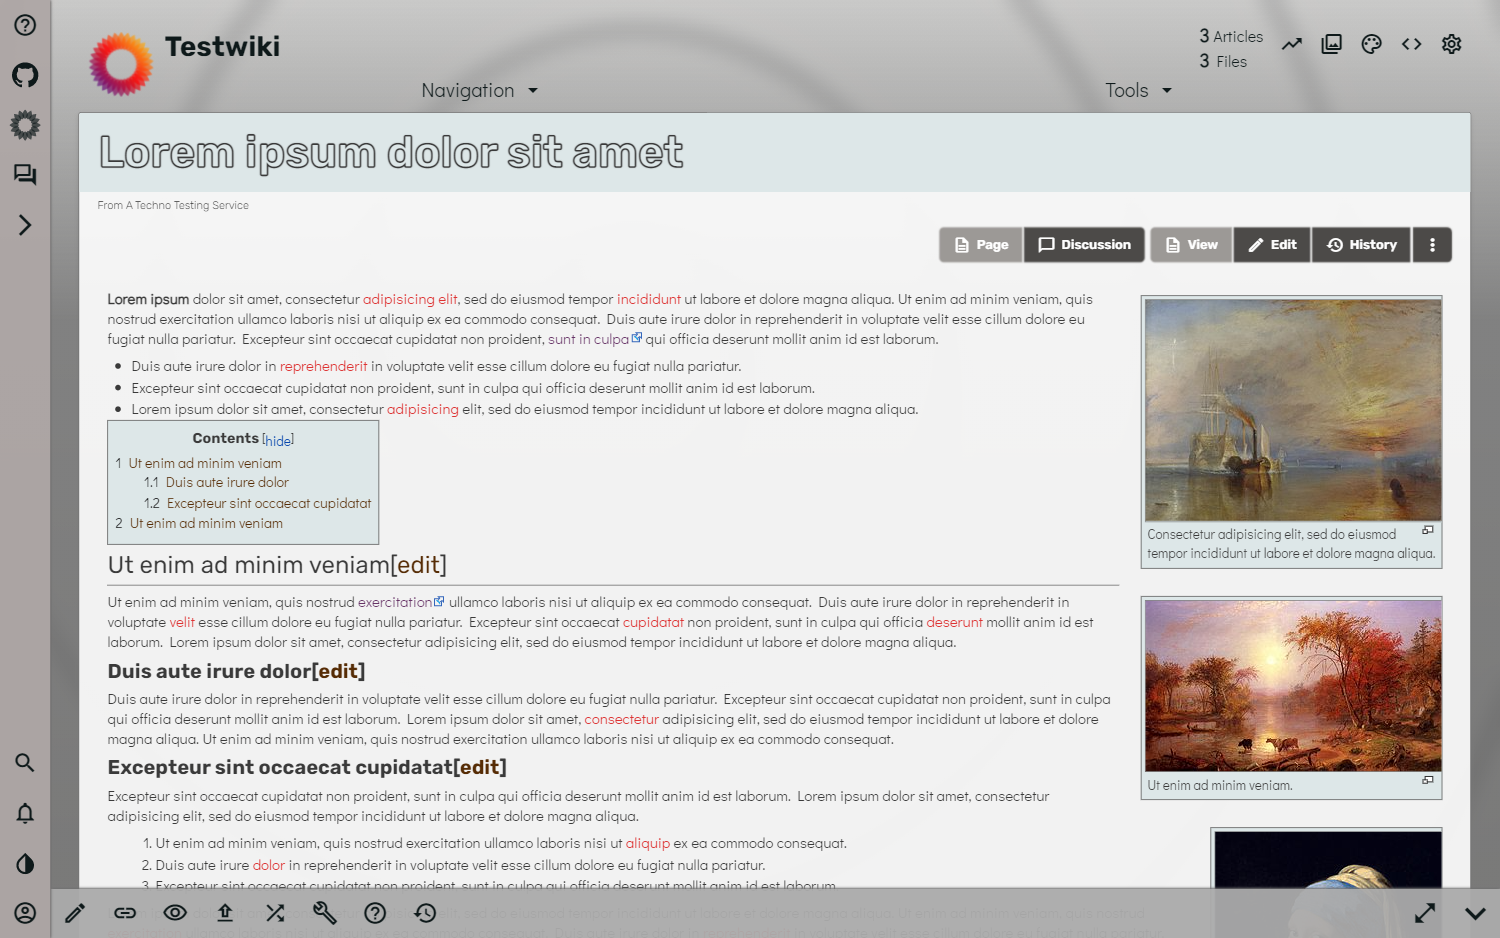 Testwiki
3 Articles
3 Files
Navigation
Tools
Lorem ipsum dolor sit amet
From A Techno Testing Service
Page
Discussion
View
Edit
History
Lorem ipsum dolor sit amet, consectetur adipisicing elit, sed do eiusmod tempor incididunt ut labore et dolore magna aliqua. Ut enim ad minim veniam, quis
nostrud exercitation ullamco laboris nisi ut aliquip ex ea commodo consequat. Duis aute irure dolor in reprehenderit in voluptate velit esse cillum dolore eu
fugiat nulla pariatur. Excepteur sint occaecat cupidatat non proident, sunt in culpa qui officia deserunt mollit anim id est laborum.
Duis aute irure dolor in reprehenderit in voluptate velit esse cillum dolore eu fugiat nulla pariatur.
Excepteur sint occaecat cupidatat non proident, sunt in culpa qui officia deserunt mollit anim id est laborum.
Lorem ipsum dolor sit amet, consectetur adipisicing elit, sed do eiusmod tempor incididunt ut labore et dolore magna aliqua.
Contents [hide]
1 Ut enim ad minim veniam
1.1 Duis aute irure dolor
1.2 Excepteur sint occaecat cupidatat
2 Ut enim ad minim veniam
Consectetur adipisicing elit, sed do eiusmod
tempor incididunt ut labore et dolore magna aliqua.
Ut enim ad minim veniam[edit]
Ut enim ad minim veniam, quis nostrud exercitation ullamco laboris nisi ut aliquip ex ea commodo consequat. Duis aute irure dolor in reprehenderit in
voluptate velit esse cillum dolore eu fugiat nulla pariatur. Excepteur sint occaecat cupidatat non proident, sunt in culpa qui officia deserunt mollit anim id est
laborum. Lorem ipsum dolor sit amet, consectetur adipisicing elit, sed do eiusmod tempor incididunt ut labore et dolore magna aliqua.
Duis aute irure dolor[edit]
Duis aute irure dolor in reprehenderit in voluptate velit esse cillum dolore eu fugiat nulla pariatur. Excepteur sint occaecat cupidatat non proident, sunt in culpa
qui officia deserunt mollit anim id est laborum. Lorem ipsum dolor sit amet, consectetur adipisicing elit, sed do eiusmod tempor incididunt ut labore et dolore
magna aliqua. Ut enim ad minim veniam, quis nostrud exercitation ullamco laboris nisi ut aliquip ex ea commodo consequat.
Ut enim ad minim veniam.
Excepteur sint occaecat cupidatat[edit]
Excepteur sint occaecat cupidatat non proident, sunt in culpa qui officia deserunt mollit anim id est laborum. Lorem ipsum dolor sit amet, consectetur
adipisicing elit, sed do eiusmod tempor incididunt ut labore et dolore magna aliqua.
1. Ut enim ad minim veniam, quis nostrud exercitation ullamco laboris nisi ut aliquip ex ea commodo consequat.
2. Duis aute irure dolor in reprehenderit in voluptate velit esse cillum dolore eu fugiat nulla pariatur.
3. Excepteur sint occaecat cupidatat non proident, sunt in culpa qui officia deserunt mollit anim id est laborum.